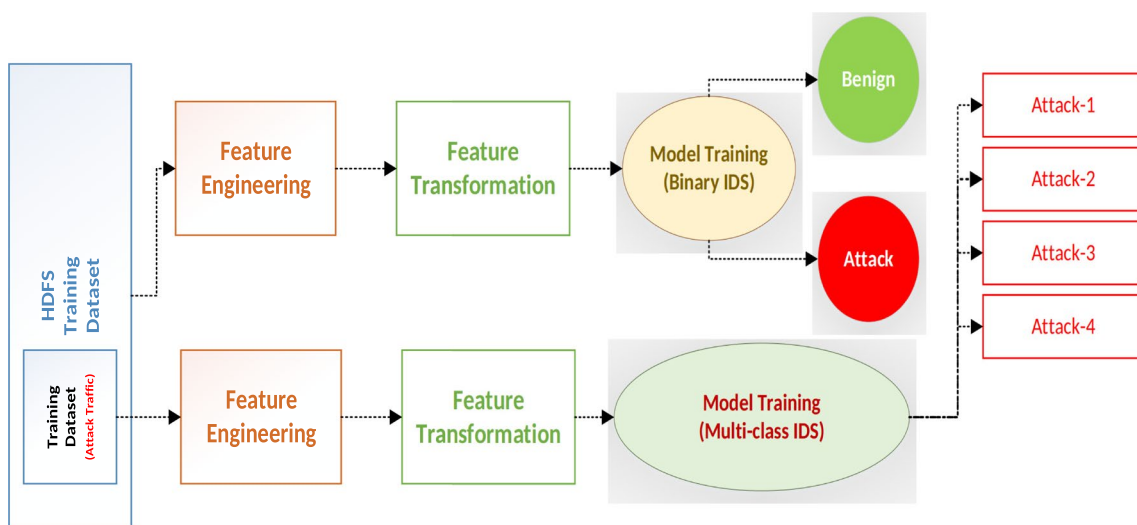 HDFS
Training
Dataset
Feature
Engineering
Feature
Transformation
Model Training
(Binary IDS)
Benign
Attack
Attack-1
Attack-2
Attack-3
Attack-4
Training
Dataset
(Attack Traffic)
Feature
Engineering
Feature
Transformation
Model Training
(Multi-class IDS)